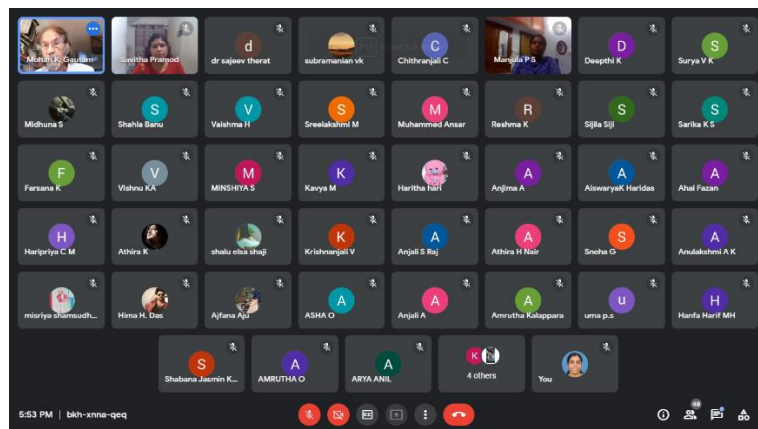 Mohan K. Gautam
Savitha Pramod
d
dr sajeev therat
subramanian vk
C
Chithranjali C
Manjula P S
D
Deepthi K
S
Surya V K
Midhuna S
S
Shahla Banu
V
Vaishma H
S
Sreelakshmi M
M
Muhammed Ansar
R
Reshma K
S
Sijila Siji
S
Sarika K S
F
Farsana K
V
Vishnu KA
M
MINSHIYA S
K
Kavya M
Haritha hari
A
Anjima A
A
AiswaryaK Haridas
A
Ahal Fazan
H
Haripriya C M
Athira K
shalu elsa shaji
K
Krishnanjali V
A
Anjali S Raj
A
Athira H Nair
S
Sneha G
A
Anulakshmi A K
misriya shamsudh...
Hima H. Das
Ajfana Aju
A
ASHA O
A
Anjali A
A
Amrutha Kalappara
u
uma p.s
H
Hanfa Harif MH
S
Shabana Jasmin K...
A
AMRUTHA O
A
ARYA ANIL
K
4 others
You
5:53 PM | bkh-xnna-qeq
48